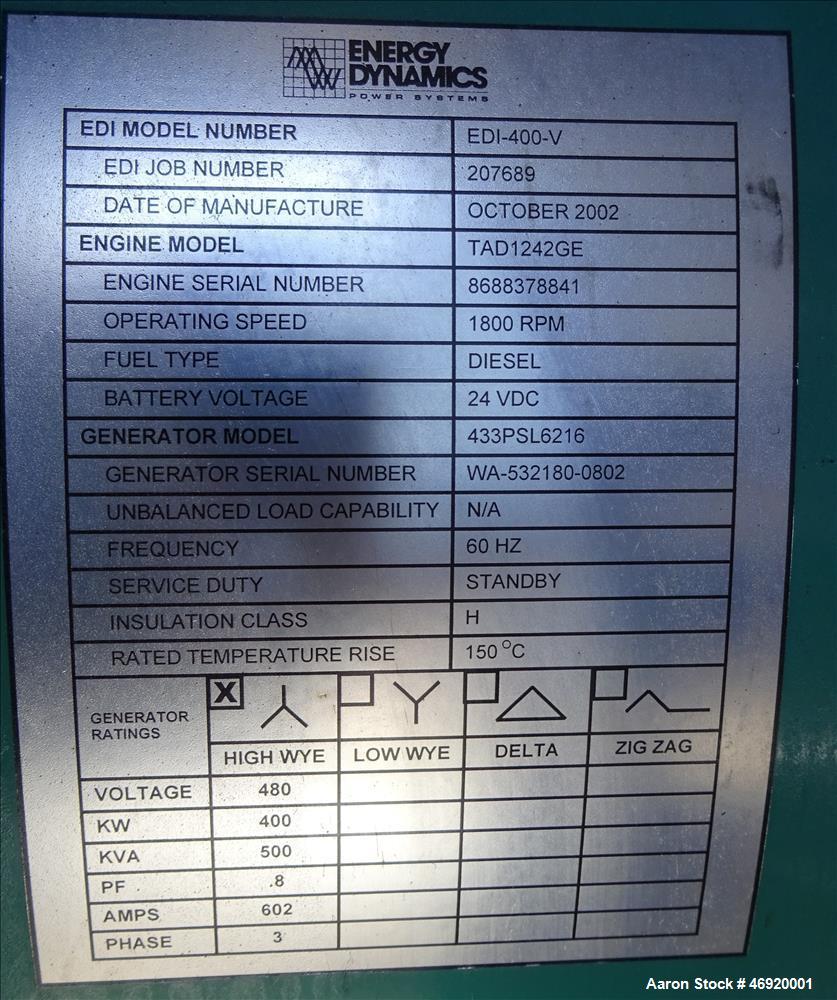 ENERGY
DYNAMICS
POWER SYSTEMS
EDI MODEL NUMBER EDI-400-V
EDI JOB NUMBER 207689
DATE OF MANUFACTURE OCTOBER 2002
ENGINE MODEL TAD1242GE
ENGINE SERIAL NUMBER 8688378841
OPERATING SPEED 1800 RPM
FUEL TYPE DIESEL
BATTERY VOLTAGE 24 VDC
GENERATOR MODEL 433PSL6216
GENERATOR SERIAL NUMBER WA-532180-0802
UNBALANCED LOAD CAPABILITY N/A
FREQUENCY 60 HZ
SERVICE DUTY STANDBY
INSULATION CLASS H
RATED TEMPERATURE RISE 150 °C
GENERATOR
RATINGS
X
HIGH WYE LOW WYE DELTA ZIG ZAG
VOLTAGE 480
KW 400
KVA 500
PF .8
AMPS 602
PHASE 3
Aaron Stock # 46920001